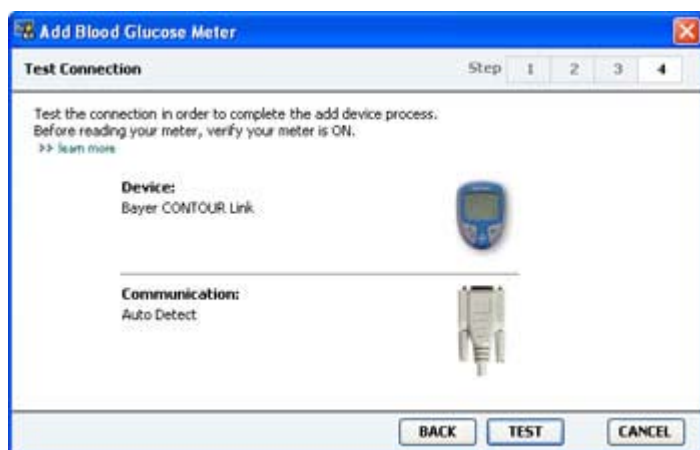 Add Blood Glucose Meter
Test Connection
Step 1 2 3 4
Test the connection in order to complete the add device process.
Before reading your meter, verify your meter is ON.
>> learn more
Device:
Bayer CONTOUR Link
Communication:
Auto Detect
BACK TEST CANCEL